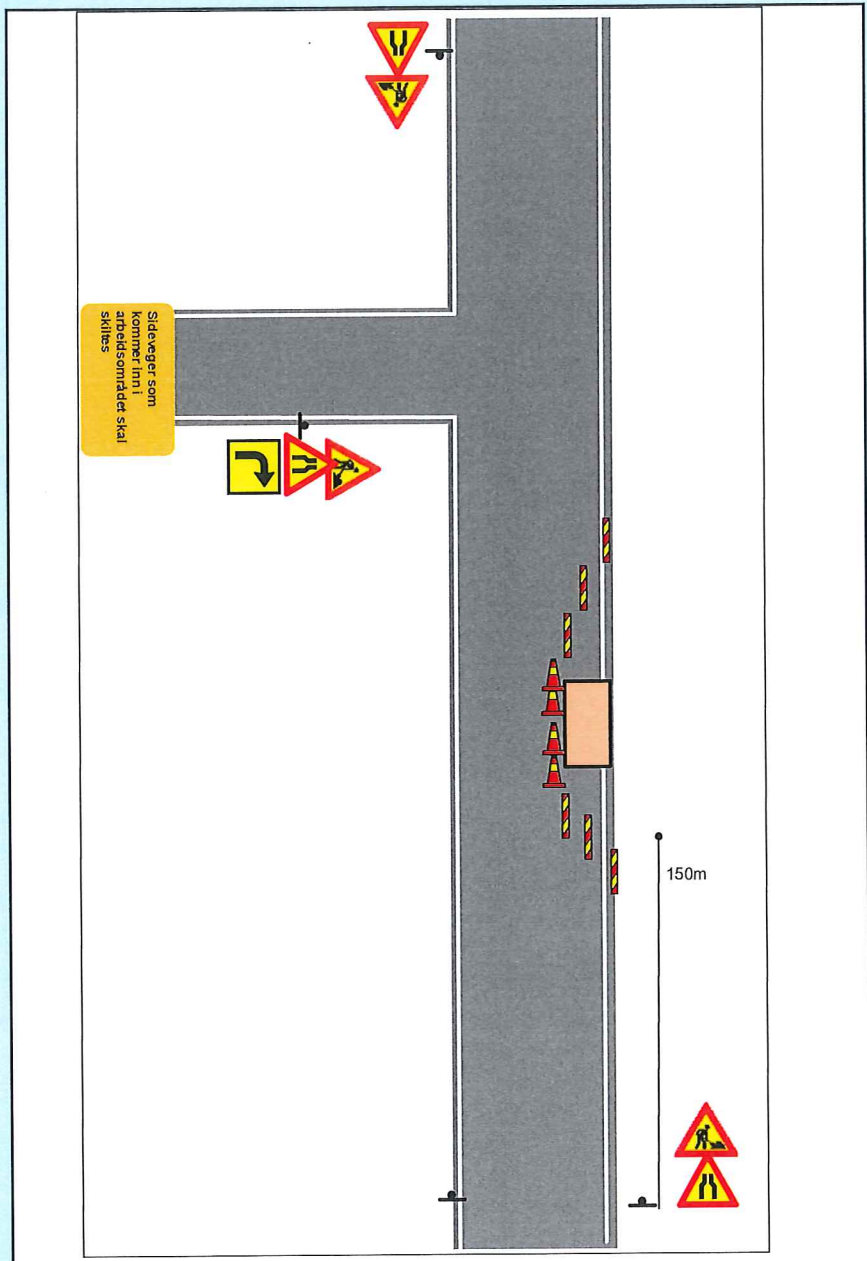 Sideveger som
kommer inn i
arbeidsområdet skal
skiltes
150m